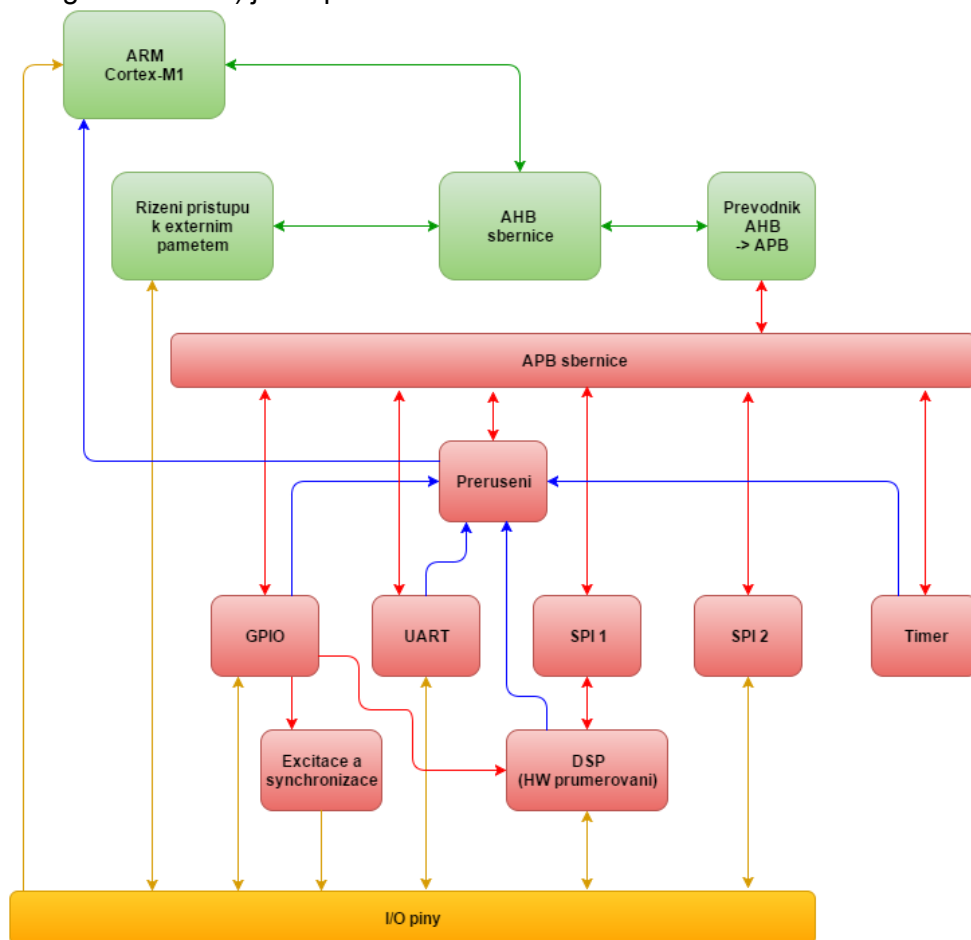 ARM
Cortex-M1
Rizeni pristupu
k externim
pametem
AHB
sbernice
Prevodnik
AHB
-> APB
APB sbernice
Preruseni
GPIO
UART
SPI 1
SPI 2
Timer
Excitace a
synchronizace
DSP
(HW prumerovani)
I/O piny